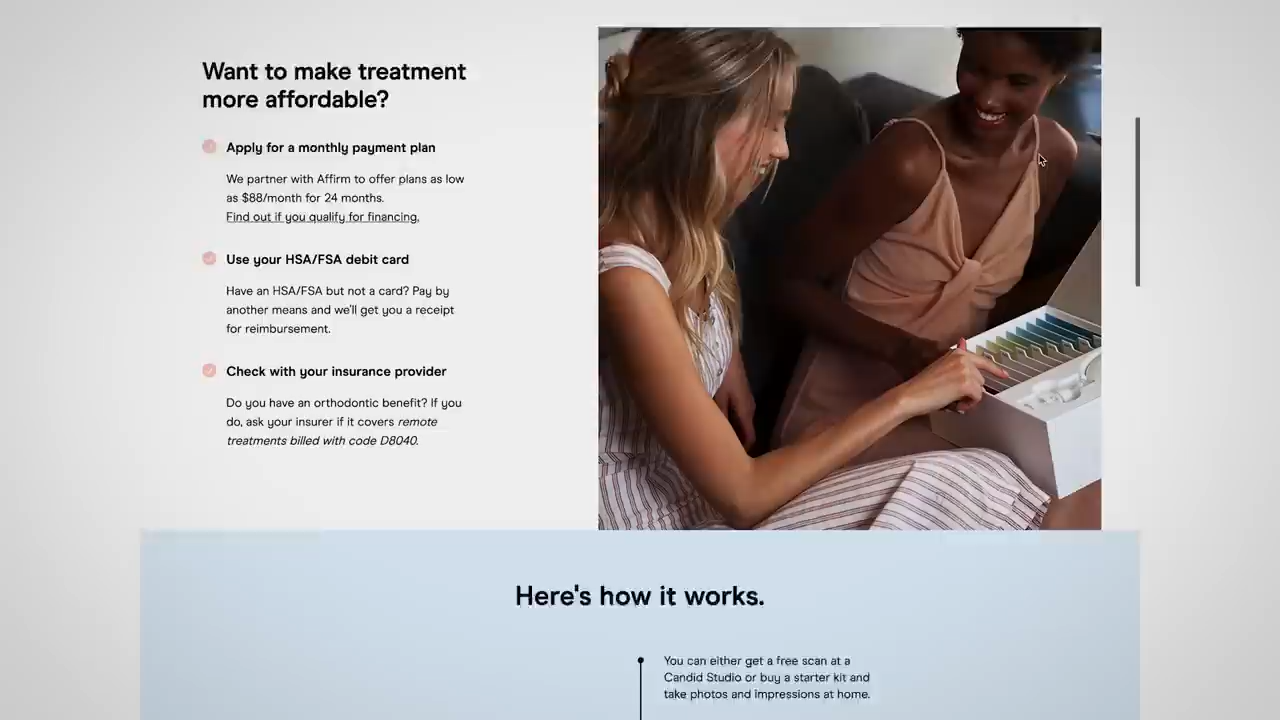 Want to make treatment
more affordable?
Apply for a monthly payment plan
We partner with Affirm to offer plans as low
as $88/month for 24 months.
Find out if you qualify for financing.
Use your HSA/FSA debit card
Have an HSA/FSA but not a card? Pay by
another means and we'll get you a receipt
for reimbursement.
Check with your insurance provider
Do you have an orthodontic benefit? If you
do, ask your insurer if it covers remote
treatments billed with code D8040.
Here's how it works.
You can either get a free scan at a
Candid Studio or buy a starter kit and
take photos and impressions at home.